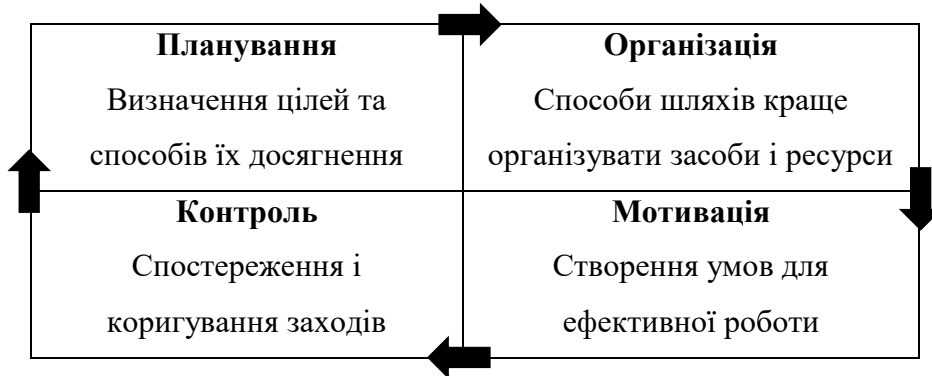 Планування
Визначення цілей та
способів їх досягнення
Організація
Способи шляхів краще
організувати засоби і ресурси
Контроль
Спостереження і
коригування заходів
Мотивація
Створення умов для
ефективної роботи